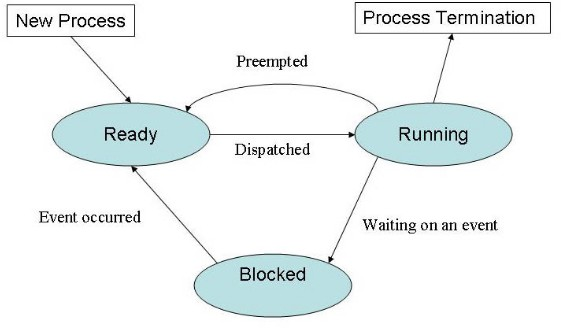 New Process
Process Termination
Preempted
Ready
Running
Dispatched
Event occurred
Waiting on an event
Blocked